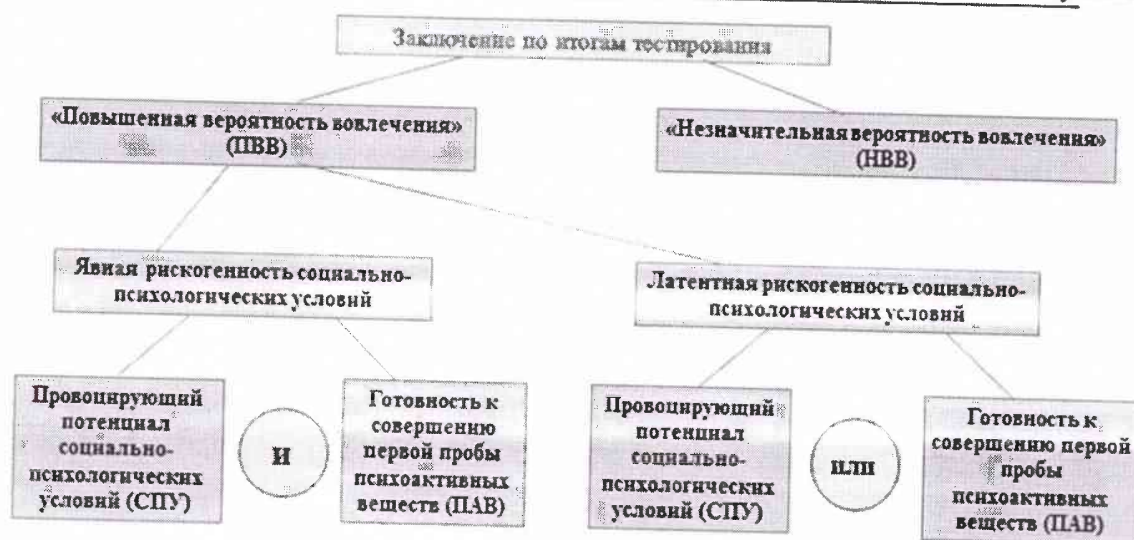 Заключение по итогам тестирования
«Повышенная вероятность вовлечения»
(ПВВ)
«Незначительная вероятность вовлечения»
(НВВ)
Явная рискогенность социально-
психологических условий
Латентная рискогенность социально-
психологических условий
Провоцирующий
потенциал
социально-
психологических
условий (СПУ)
И
Готовность к
совершению
первой пробы
психоактивных
веществ (ПАВ)
Провоцирующий
потенциал
социально-
психологических
условий (СПУ)
или
Готовность к
совершению первой
пробы
психоактивных
веществ (ПАВ)